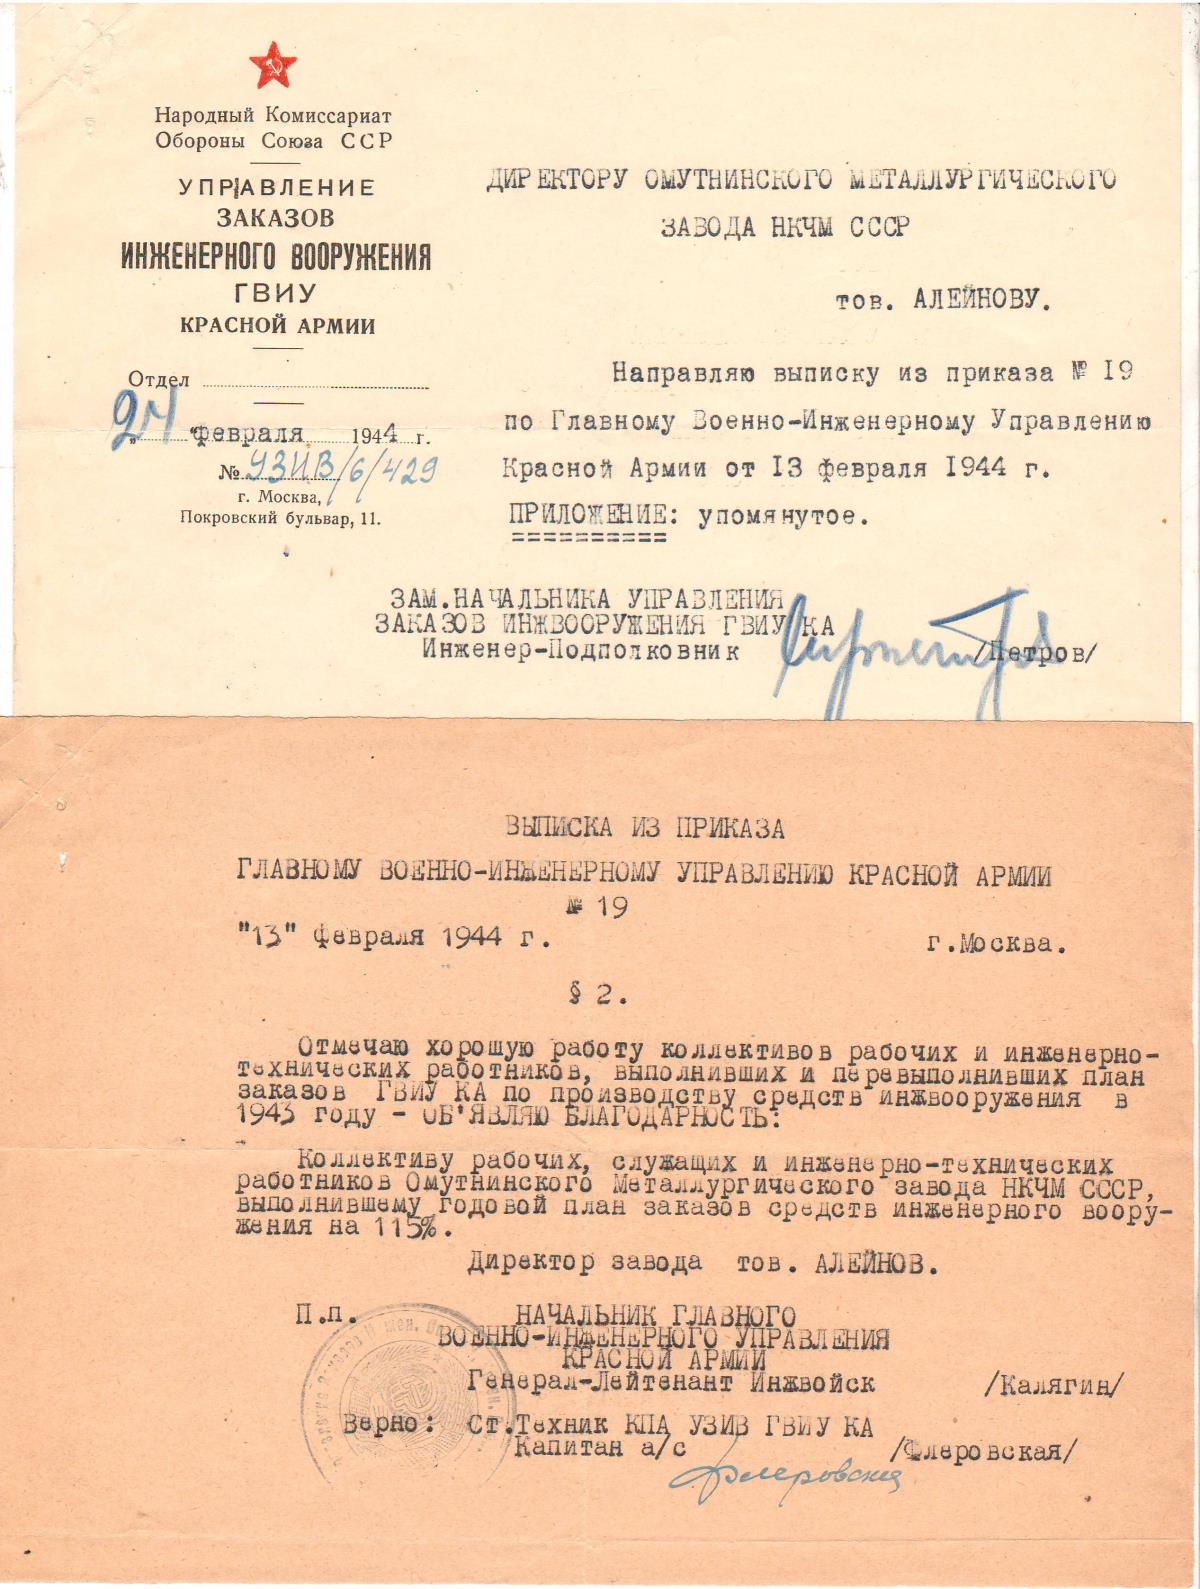 Народный Комиссариат
Обороны Союза ССР
УПРАВЛЕНИЕ
ЗАКАЗОВ
ИНЖЕНЕРНОГО ВООРУЖЕНИЯ
ГВИУ
КРАСНОЙ АРМИИ
Отдел
„24" февраля 1944 г.
№ УЗИВ/6/429
г. Москва,
Покровский бульвар, 11.
ДИРЕКТОРУ ОМУТНИНСКОГО МЕТАЛЛУРГИЧЕСКОГО
ЗАВОДА НКЧМ СССР
тов. АЛЕЙНОВУ.
Направляю выписку из приказа № 19
по Главному Военно-Инженерному Управлению
Красной Армии от 13 февраля 1944 г.
ПРИЛОЖЕНИЕ: упомянутое.
==========
ЗАМ.НАЧАЛЬНИКА УПРАВЛЕНИЯ
ЗАКАЗОВ ИНЖВООРУЖЕНИЯ ГВИУ КА
Инженер-Подполковник /Петров/
ВЫПИСКА ИЗ ПРИКАЗА
ГЛАВНОМУ ВОЕННО-ИНЖЕНЕРНОМУ УПРАВЛЕНИЮ КРАСНОЙ АРМИИ
№ 19
"13" февраля 1944 г. г.Москва.
§ 2.
Отмечаю хорошую работу коллективов рабочих и инженерно-
технических работников, выполнивших и перевыполнивших план
заказов ГВИУ КА по производству средств инжвооружения в
1943 году - ОБ'ЯВЛЯЮ БЛАГОДАРНОСТЬ:
Коллективу рабочих, служащих и инженерно-технических
работников Омутнинского Металлургического завода НКЧМ СССР,
выполнившему годовой план заказов средств инженерного воору-
жения на 115%.
Директор завода тов. АЛЕЙНОВ.
П.п. НАЧАЛЬНИК ГЛАВНОГО
ВОЕННО-ИНЖЕНЕРНОГО УПРАВЛЕНИЯ
КРАСНОЙ АРМИИ
Генерал-Лейтенант Инжвойск /Калягин/
Верно: Ст.Техник КПА УЗИВ ГВИУ КА
Капитан а/с /Флеровская/
Флеровская